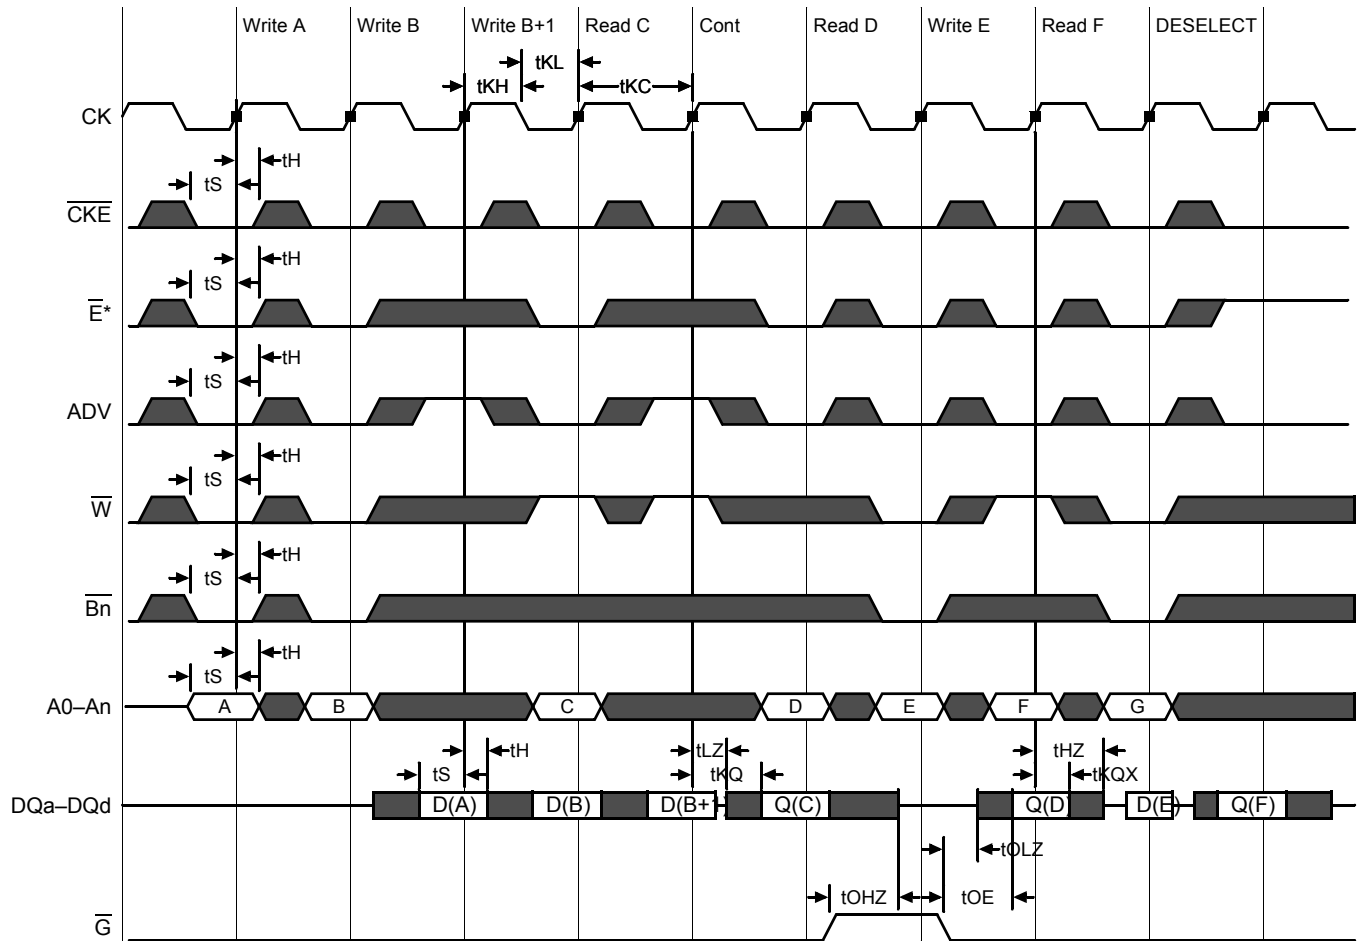 Write A Write B Write B+1 Read C Cont Read D Write E Read F DESELECT
tKL
tKH tKC
CK
tH
tS
CKE
tH
tS
E*
tH
tS
ADV
tH
tS
W
tH
tS
Bn
tH
tS
A0–An A B C D E F G
tH tLZ tHZ
tS tKQ tKQX
DQa–DQd D(A) D(B) D(B+1) Q(C) Q(D) D(E) Q(F)
tOLZ
tOHZ tOE
G